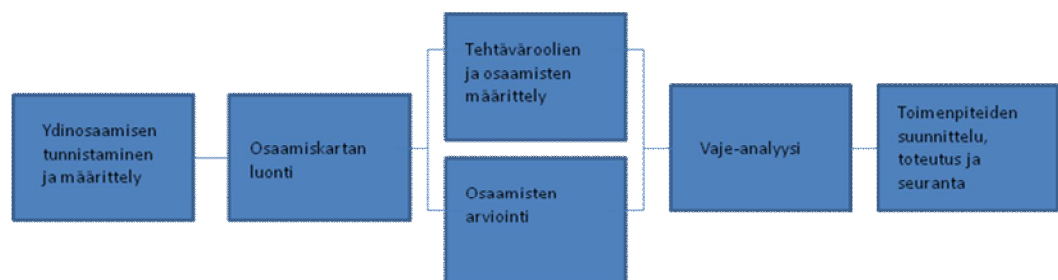 Ydinosaamisen
tunnistaminen
ja määrittely
Osaamiskartan
luonti
Tehtäväroolien
ja osaamisten
määrittely
Osaamisten
arviointi
Vaje-analyysi
Toimenpiteiden
suunnittelu,
toteutus ja
seuranta